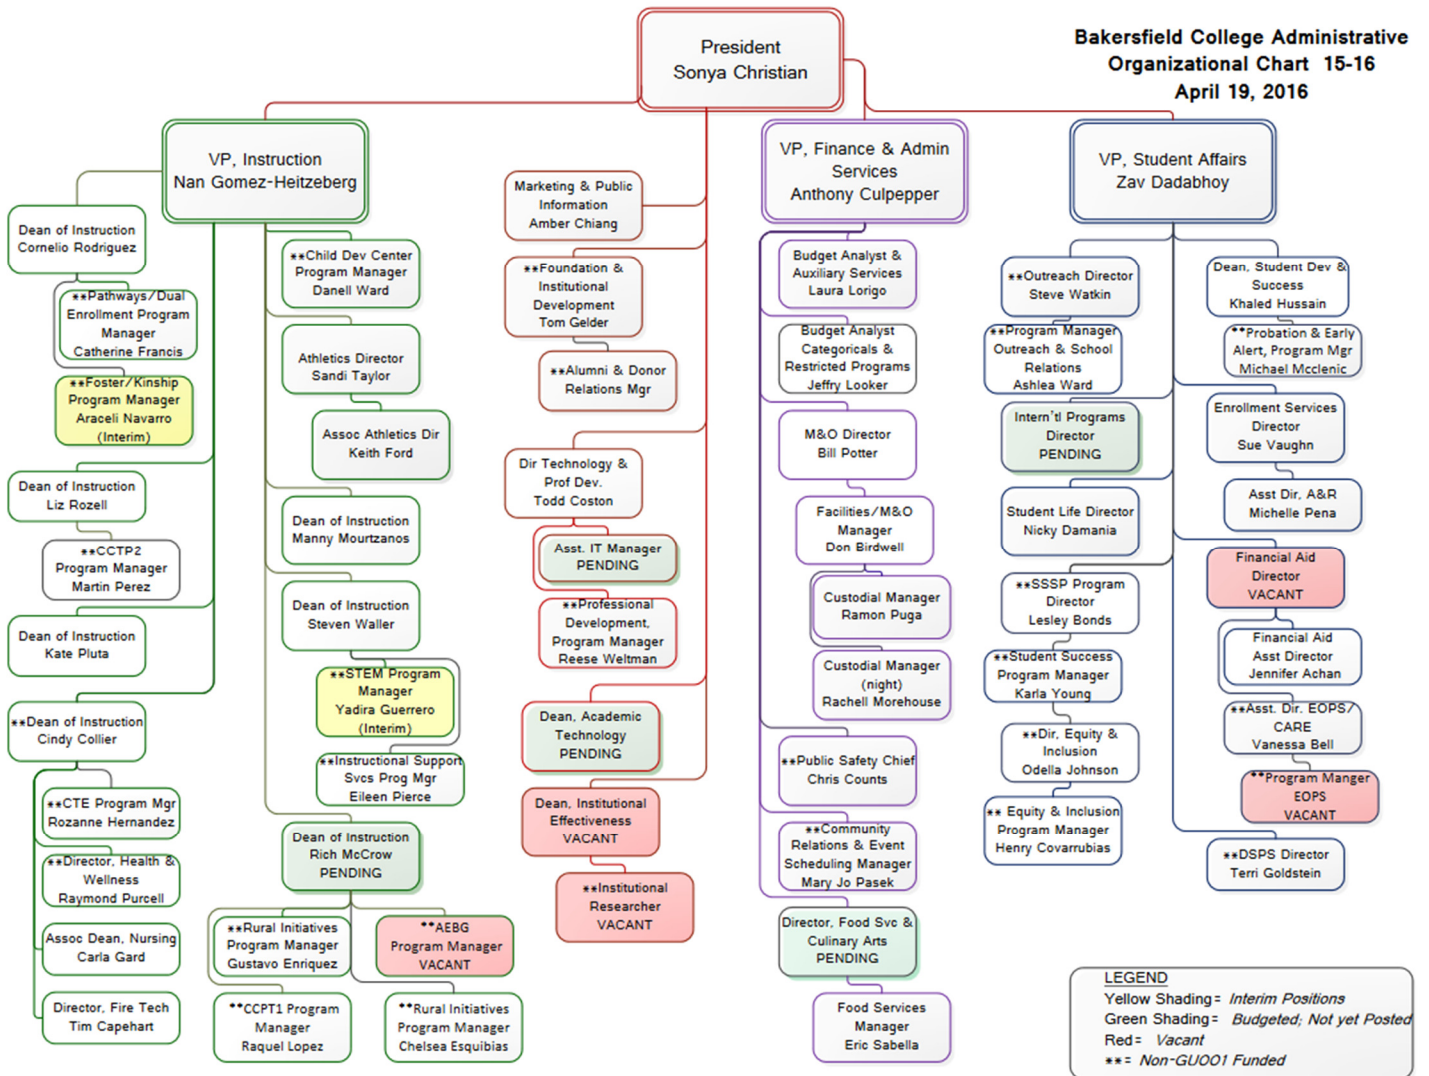 President
Sonya Christian
Bakersfield College Administrative
Organizational Chart 15-16
April 19, 2016
VP, Instruction
Nan Gomez-Heitzeberg
Dean of Instruction
Cornelio Rodriguez
**Pathways/Dual
Enrollment Program
Manager
Catherine Francis
**Foster/Kinship
Program Manager
Araceli Navarro
(Interim)
Dean of Instruction
Liz Rozell
**CCTP2
Program Manager
Martin Perez
Dean of Instruction
Kate Pluta
**Dean of Instruction
Cindy Collier
**CTE Program Mgr
Rozanne Hernandez
**Director, Health &
Wellness
Raymond Purcell
Assoc Dean, Nursing
Carla Gard
Director, Fire Tech
Tim Capehart
**Child Dev Center
Program Manager
Danell Ward
Athletics Director
Sandi Taylor
Assoc Athletics Dir
Keith Ford
Dean of Instruction
Manny Mourtzanos
Dean of Instruction
Steven Waller
**STEM Program
Manager
Yadira Guerrero
(Interim)
**Instructional Support
Svcs Prog Mgr
Eileen Pierce
Dean of Instruction
Rich McCrow
PENDING
**Rural Initiatives
Program Manager
Gustavo Enriquez
**AEBG
Program Manager
VACANT
**CCPT1 Program
Manager
Raquel Lopez
**Rural Initiatives
Program Manager
Chelsea Esquibias
Marketing & Public
Information
Amber Chiang
**Foundation &
Institutional
Development
Tom Gelder
**Alumni & Donor
Relations Mgr
Dir Technology &
Prof Dev.
Todd Coston
Asst. IT Manager
PENDING
**Professional
Development,
Program Manager
Reese Weltman
Dean, Academic
Technology
PENDING
Dean, Institutional
Effectiveness
VACANT
**Institutional
Researcher
VACANT
VP, Finance & Admin
Services
Anthony Culpepper
Budget Analyst &
Auxiliary Services
Laura Lorigo
Budget Analyst
Categoricals &
Restricted Programs
Jeffry Looker
M&O Director
Bill Potter
Facilities/M&O
Manager
Don Birdwell
Custodial Manager
Ramon Puga
Custodial Manager
(night)
Rachell Morehouse
**Public Safety Chief
Chris Counts
**Community
Relations & Event
Scheduling Manager
Mary Jo Pasek
Director, Food Svc &
Culinary Arts
PENDING
Food Services
Manager
Eric Sabella
VP, Student Affairs
Zav Dadabhoy
**Outreach Director
Steve Watkin
**Program Manager
Outreach & School
Relations
Ashlea Ward
Intern'tl Programs
Director
PENDING
Student Life Director
Nicky Damania
**SSSP Program
Director
Lesley Bonds
**Student Success
Program Manager
Karla Young
**Dir, Equity &
Inclusion
Odella Johnson
** Equity & Inclusion
Program Manager
Henry Covarrubias
Dean, Student Dev &
Success
Khaled Hussain
**Probation & Early
Alert, Program Mgr
Michael Mcclenic
Enrollment Services
Director
Sue Vaughn
Asst Dir, A&R
Michelle Pena
Financial Aid
Director
VACANT
Financial Aid
Asst Director
Jennifer Achan
**Asst. Dir. EOPS/
CARE
Vanessa Bell
**Program Manger
EOPS
VACANT
**DSPS Director
Terri Goldstein
LEGEND
Yellow Shading= Interim Positions
Green Shading= Budgeted; Not yet Posted
Red= Vacant
**= Non-GU001 Funded